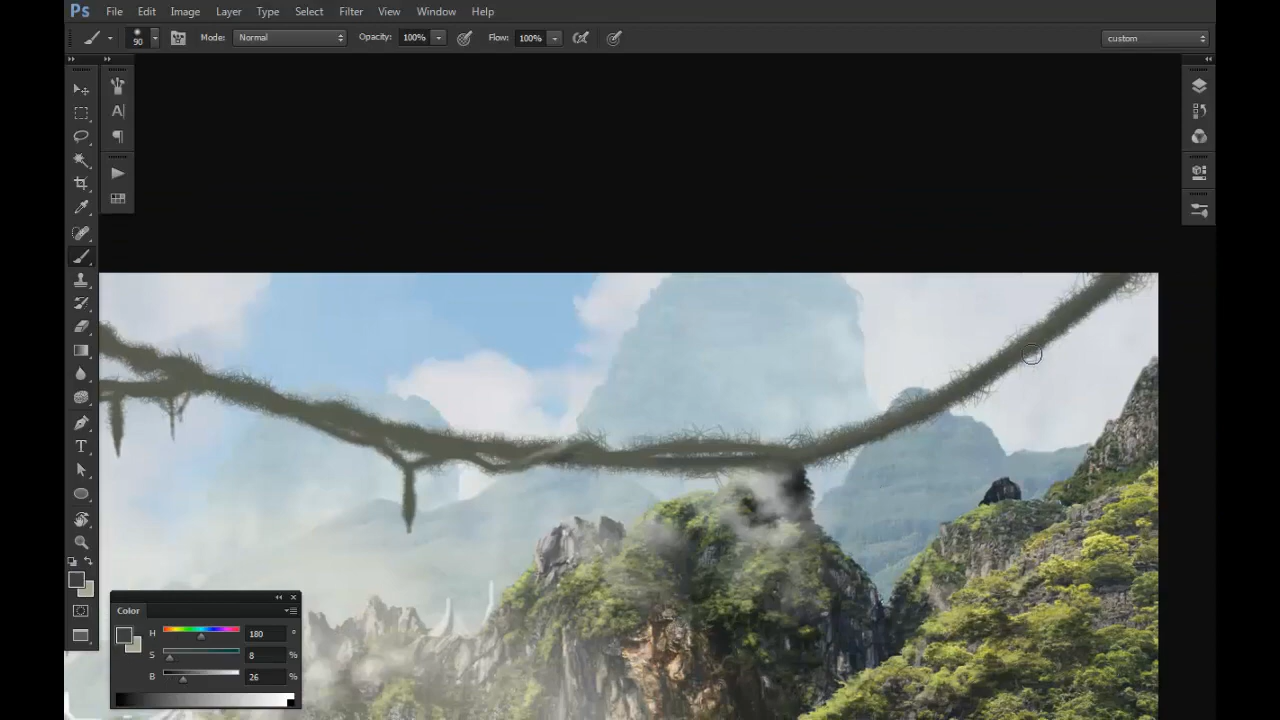 Ps File Edit Image Layer Type Select Filter View Window Help
90 Mode: Normal Opacity: 100% Flow: 100% custom
Color
H 180 °
S 8 %
B 26 %